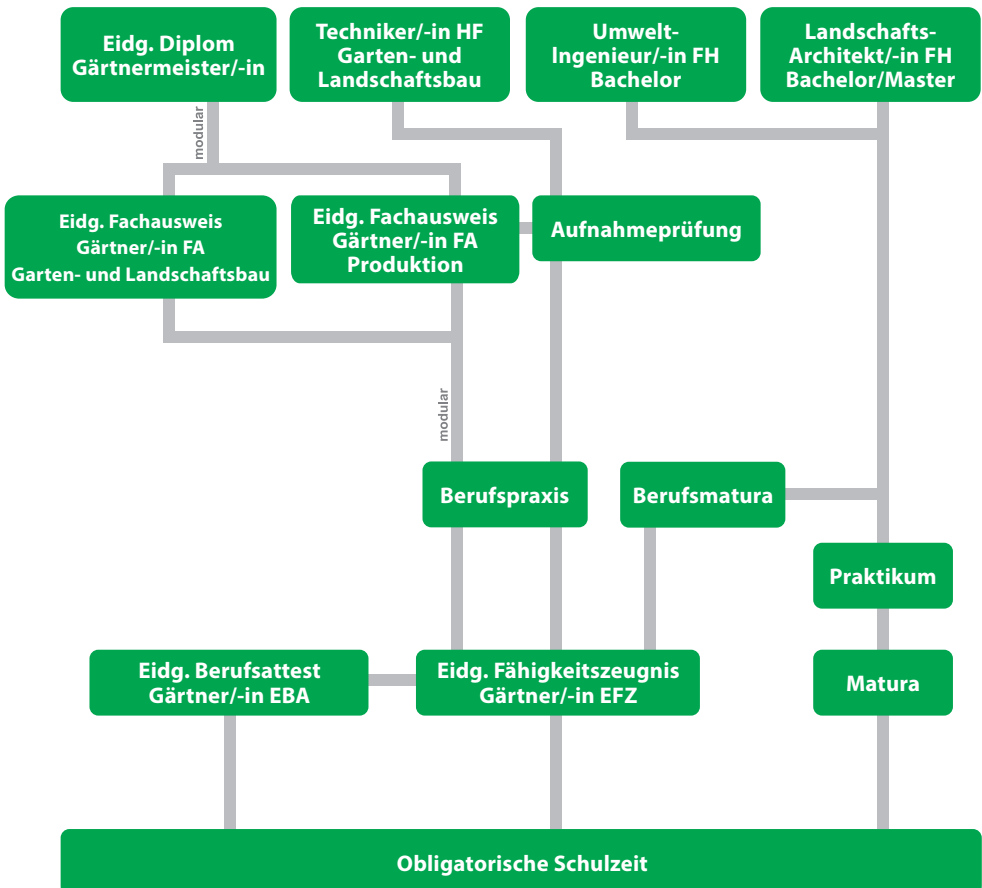 Eidg. Diplom
Gärtnermeister/-in
Techniker/-in HF
Garten- und
Landschaftsbau
Umwelt-
Ingenieur/-in FH
Bachelor
Landschafts-
Architekt/-in FH
Bachelor/Master
modular
Eidg. Fachausweis
Gärtner/-in FA
Garten- und Landschaftsbau
Eidg. Fachausweis
Gärtner/-in FA
Produktion
Aufnahmeprüfung
modular
Berufspraxis
Berufsmatura
Praktikum
Eidg. Berufsattest
Gärtner/-in EBA
Eidg. Fähigkeitszeugnis
Gärtner/-in EFZ
Matura
Obligatorische Schulzeit